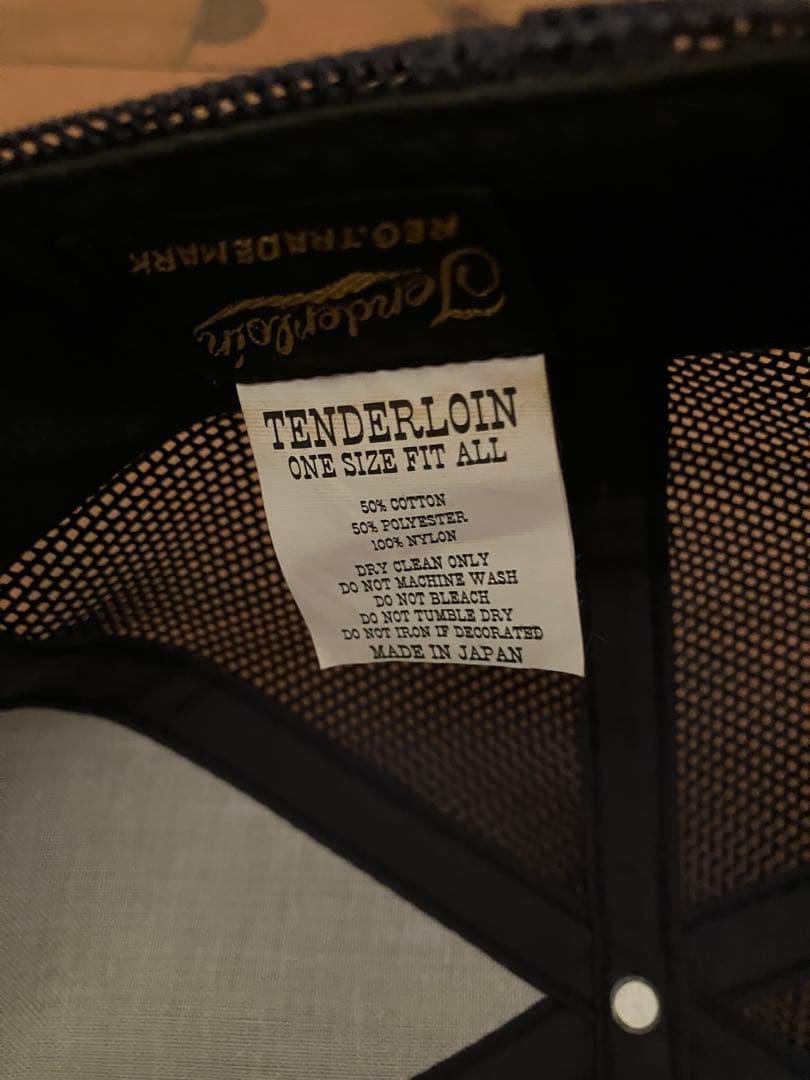 REG.TRADEMARK
Tenderloin
TENDERLOIN
ONE SIZE FIT ALL
50% COTTON
50% POLYESTER
100% NYLON
DRY CLEAN ONLY
DO NOT MACHINE WASH
DO NOT BLEACH
DO NOT TUMBLE DRY
DO NOT IRON IF DECORATED
MADE IN JAPAN